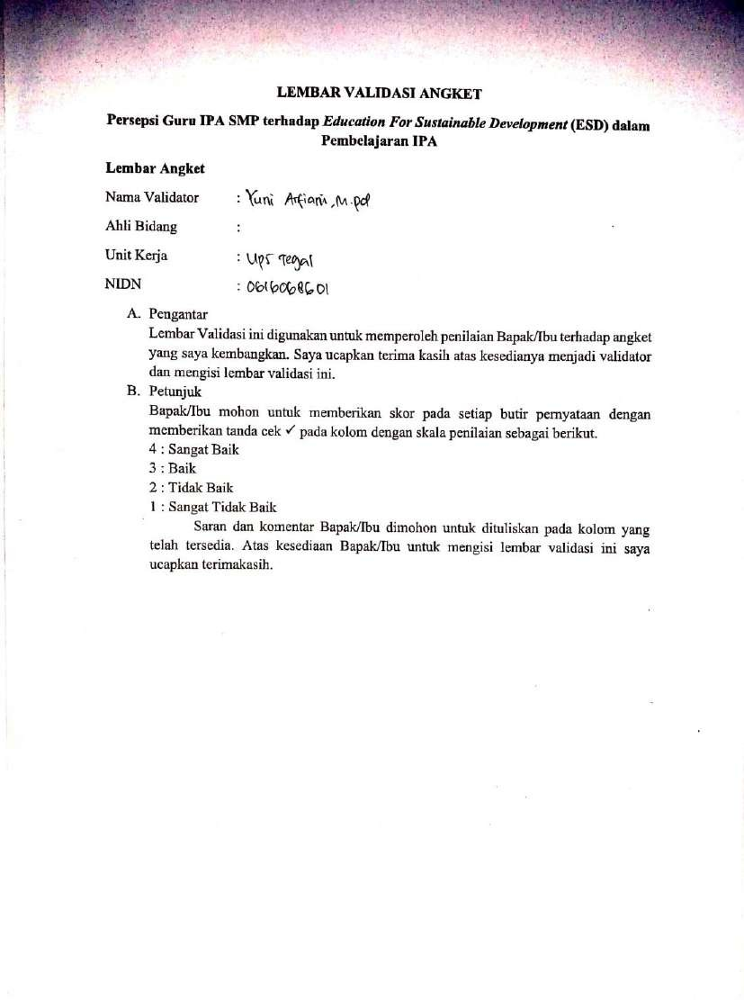 LEMBAR VALIDASI ANGKET
Persepsi Guru IPA SMP terhadap Education For Sustainable Development (ESD) dalam
Pembelajaran IPA
Lembar Angket
Nama Validator : Yuni Arfiani, M.pd
Ahli Bidang :
Unit Kerja : Ups Tegal
NIDN : 0616068601
A. Pengantar
Lembar Validasi ini digunakan untuk memperoleh penilaian Bapak/Ibu terhadap angket
yang saya kembangkan. Saya ucapkan terima kasih atas kesedianya menjadi validator
dan mengisi lembar validasi ini.
B. Petunjuk
Bapak/Ibu mohon untuk memberikan skor pada setiap butir pernyataan dengan
memberikan tanda cek ✓ pada kolom dengan skala penilaian sebagai berikut.
4 : Sangat Baik
3 : Baik
2 : Tidak Baik
1 : Sangat Tidak Baik
Saran dan komentar Bapak/Ibu dimohon untuk dituliskan pada kolom yang
telah tersedia. Atas kesediaan Bapak/Ibu untuk mengisi lembar validasi ini saya
ucapkan terimakasih.